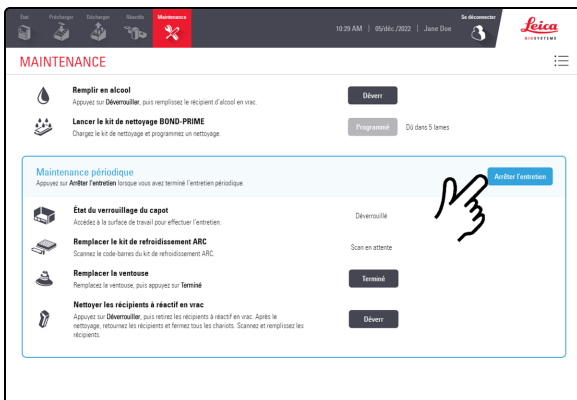 État Précharger Décharger Réactifs Maintenance
10:29 AM | 05/déc./2022 | Jane Doe
Se déconnecter
Leica
BIOSYSTEMS
MAINTENANCE
Remplir en alcool
Appuyez sur Déverrouiller, puis remplissez le récipient d'alcool en vrac.
Déverr
Lancer le kit de nettoyage BOND-PRIME
Chargez le kit de nettoyage et programmez un nettoyage.
Programmé
Dû dans 5 lames
Maintenance périodique
Appuyez sur Arrêter l'entretien lorsque vous avez terminé l'entretien périodique.
Arrêter l'entretien
État du verrouillage du capot
Accédez à la surface de travail pour effectuer l'entretien.
Déverrouillé
Remplacer le kit de refroidissement ARC
Scannez le code-barres du kit de refroidissement ARC.
Scan en attente
Remplacer la ventouse
Remplacez la ventouse, puis appuyez sur Terminé
Terminé
Nettoyer les récipients à réactif en vrac
Appuyez sur Déverrouiller, puis retirez les récipients à réactif en vrac. Après le
nettoyage, retournez les récipients et fermez tous les chariots. Scannez et remplissez les
récipients.
Déverr